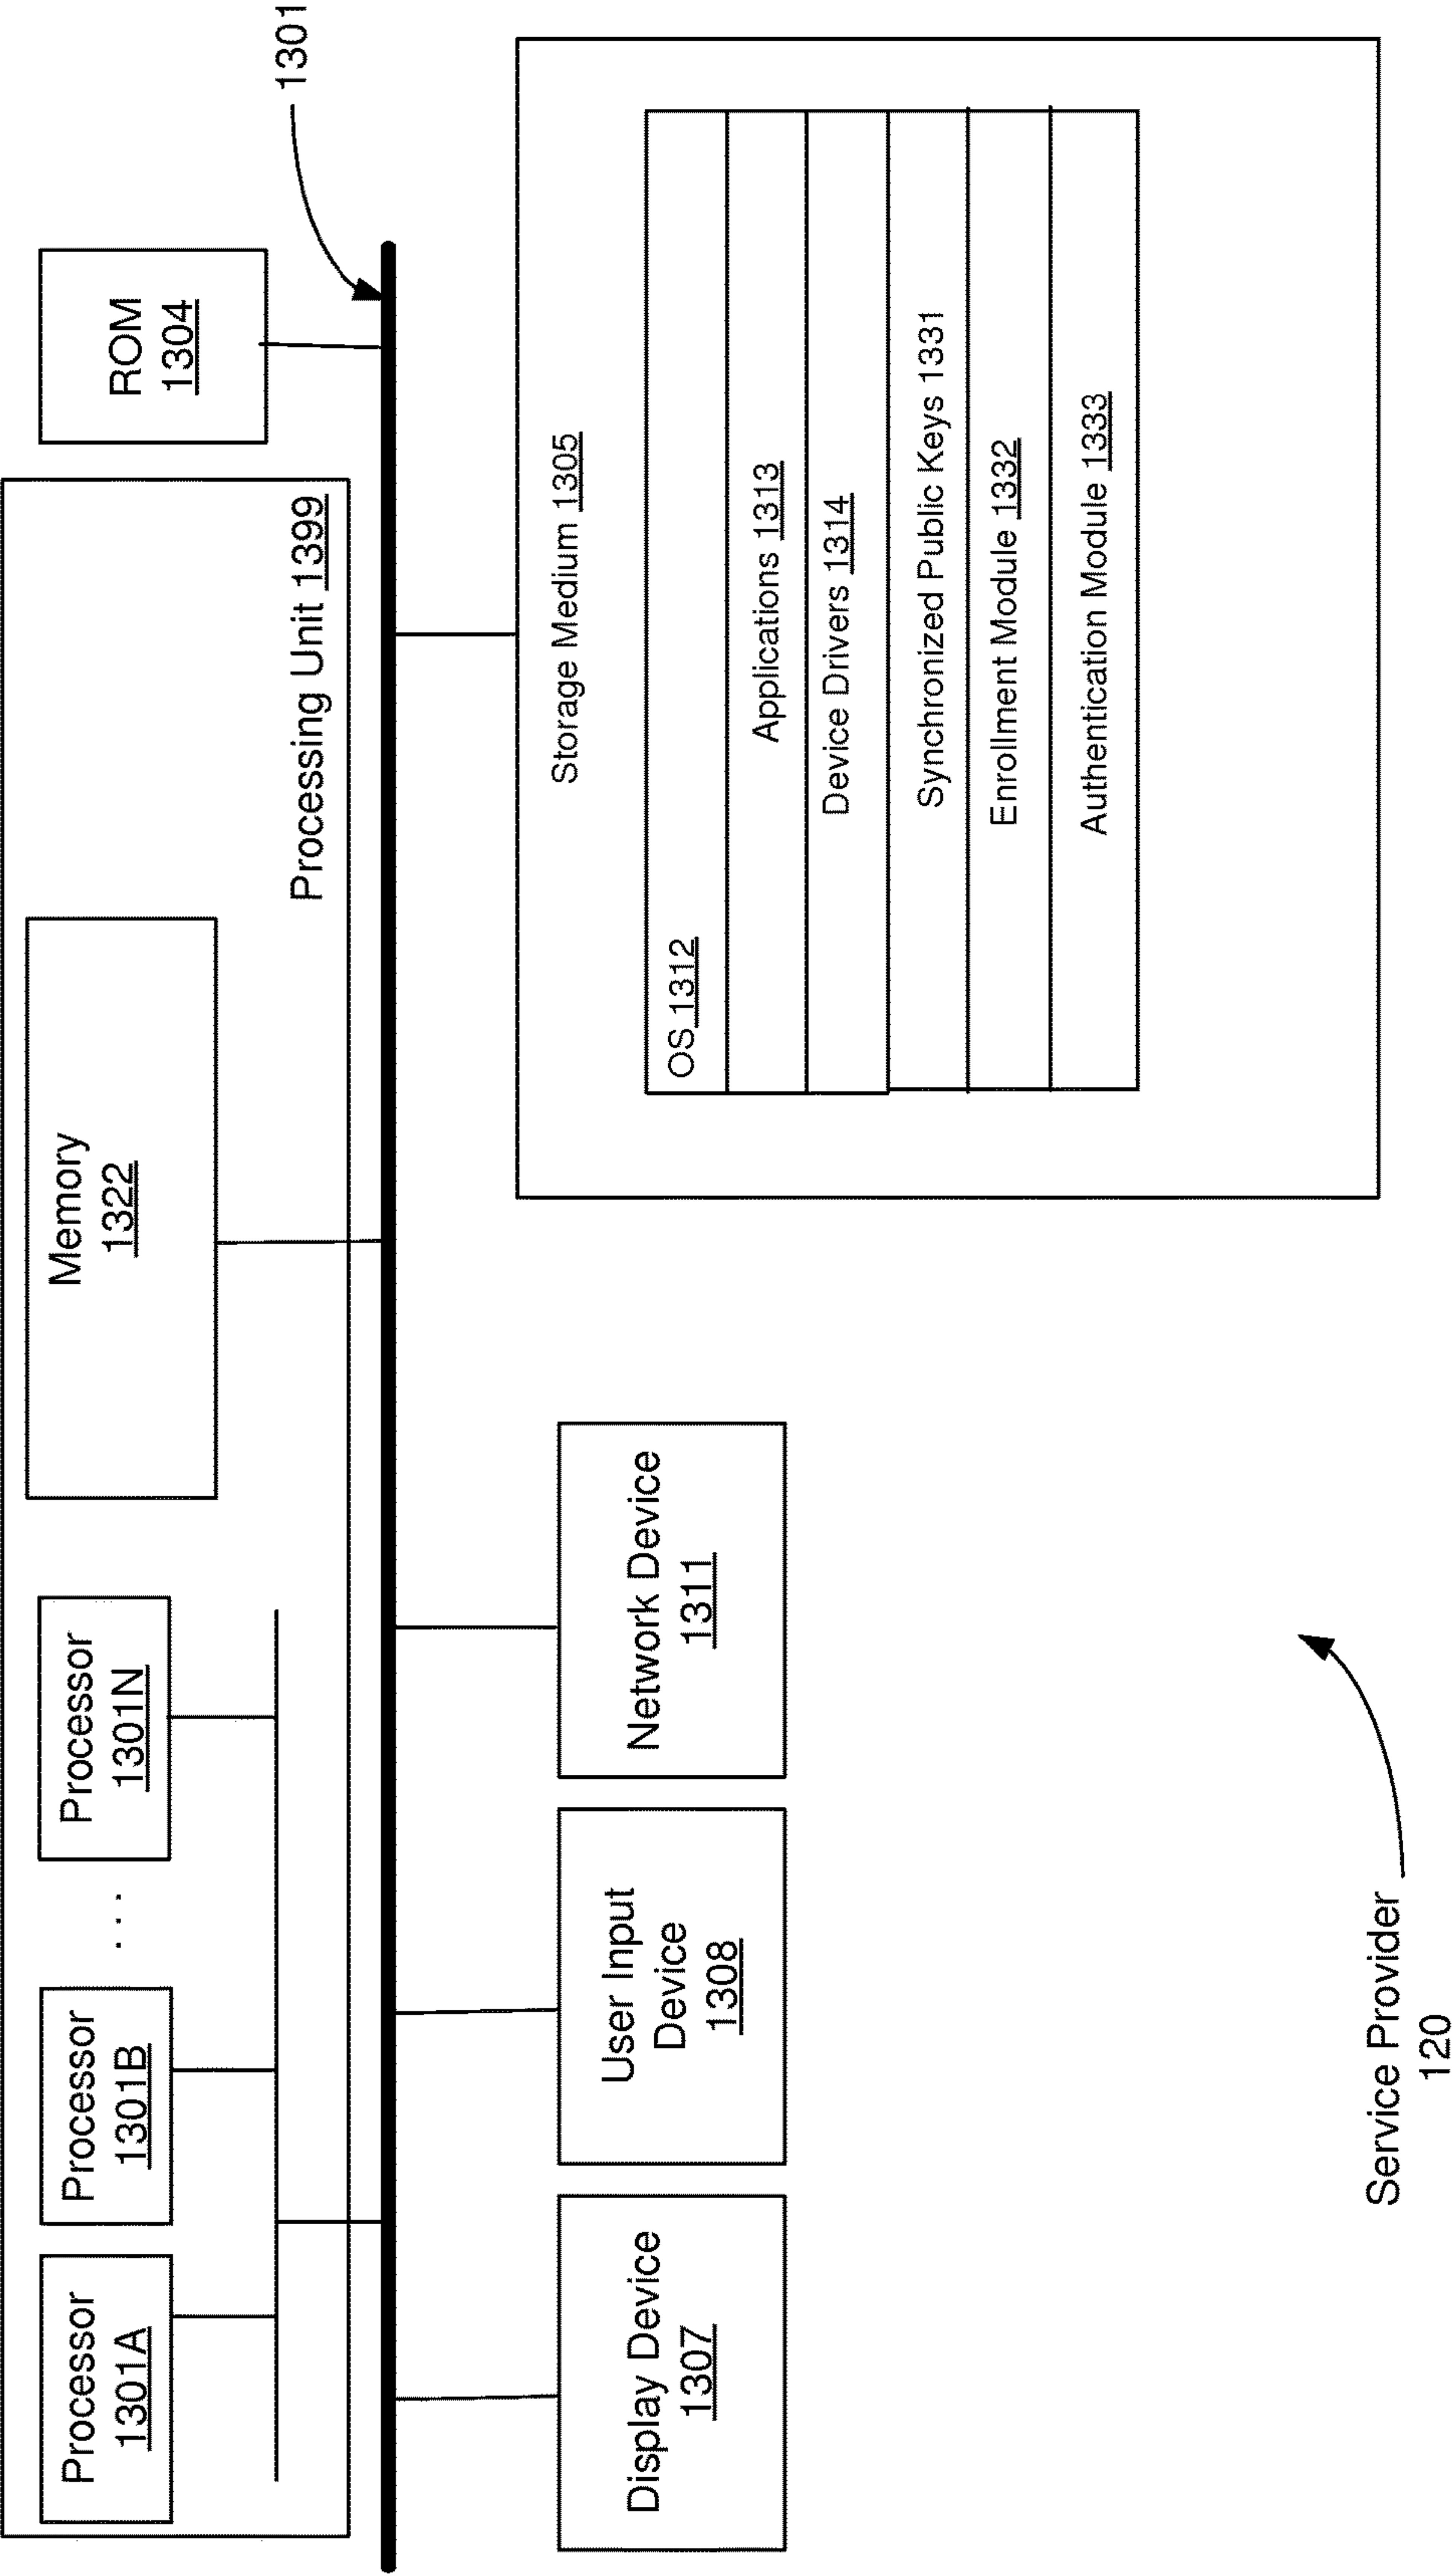 Processor
1301A
Processor
1301B
. . .
Processor
1301N
Memory
1322
Processing Unit 1399
ROM
1304
1301
Display Device
1307
User Input
Device
1308
Network Device
1311
Storage Medium 1305
OS 1312
Applications 1313
Device Drivers 1314
Synchronized Public Keys 1331
Enrollment Module 1332
Authentication Module 1333
Service Provider
120